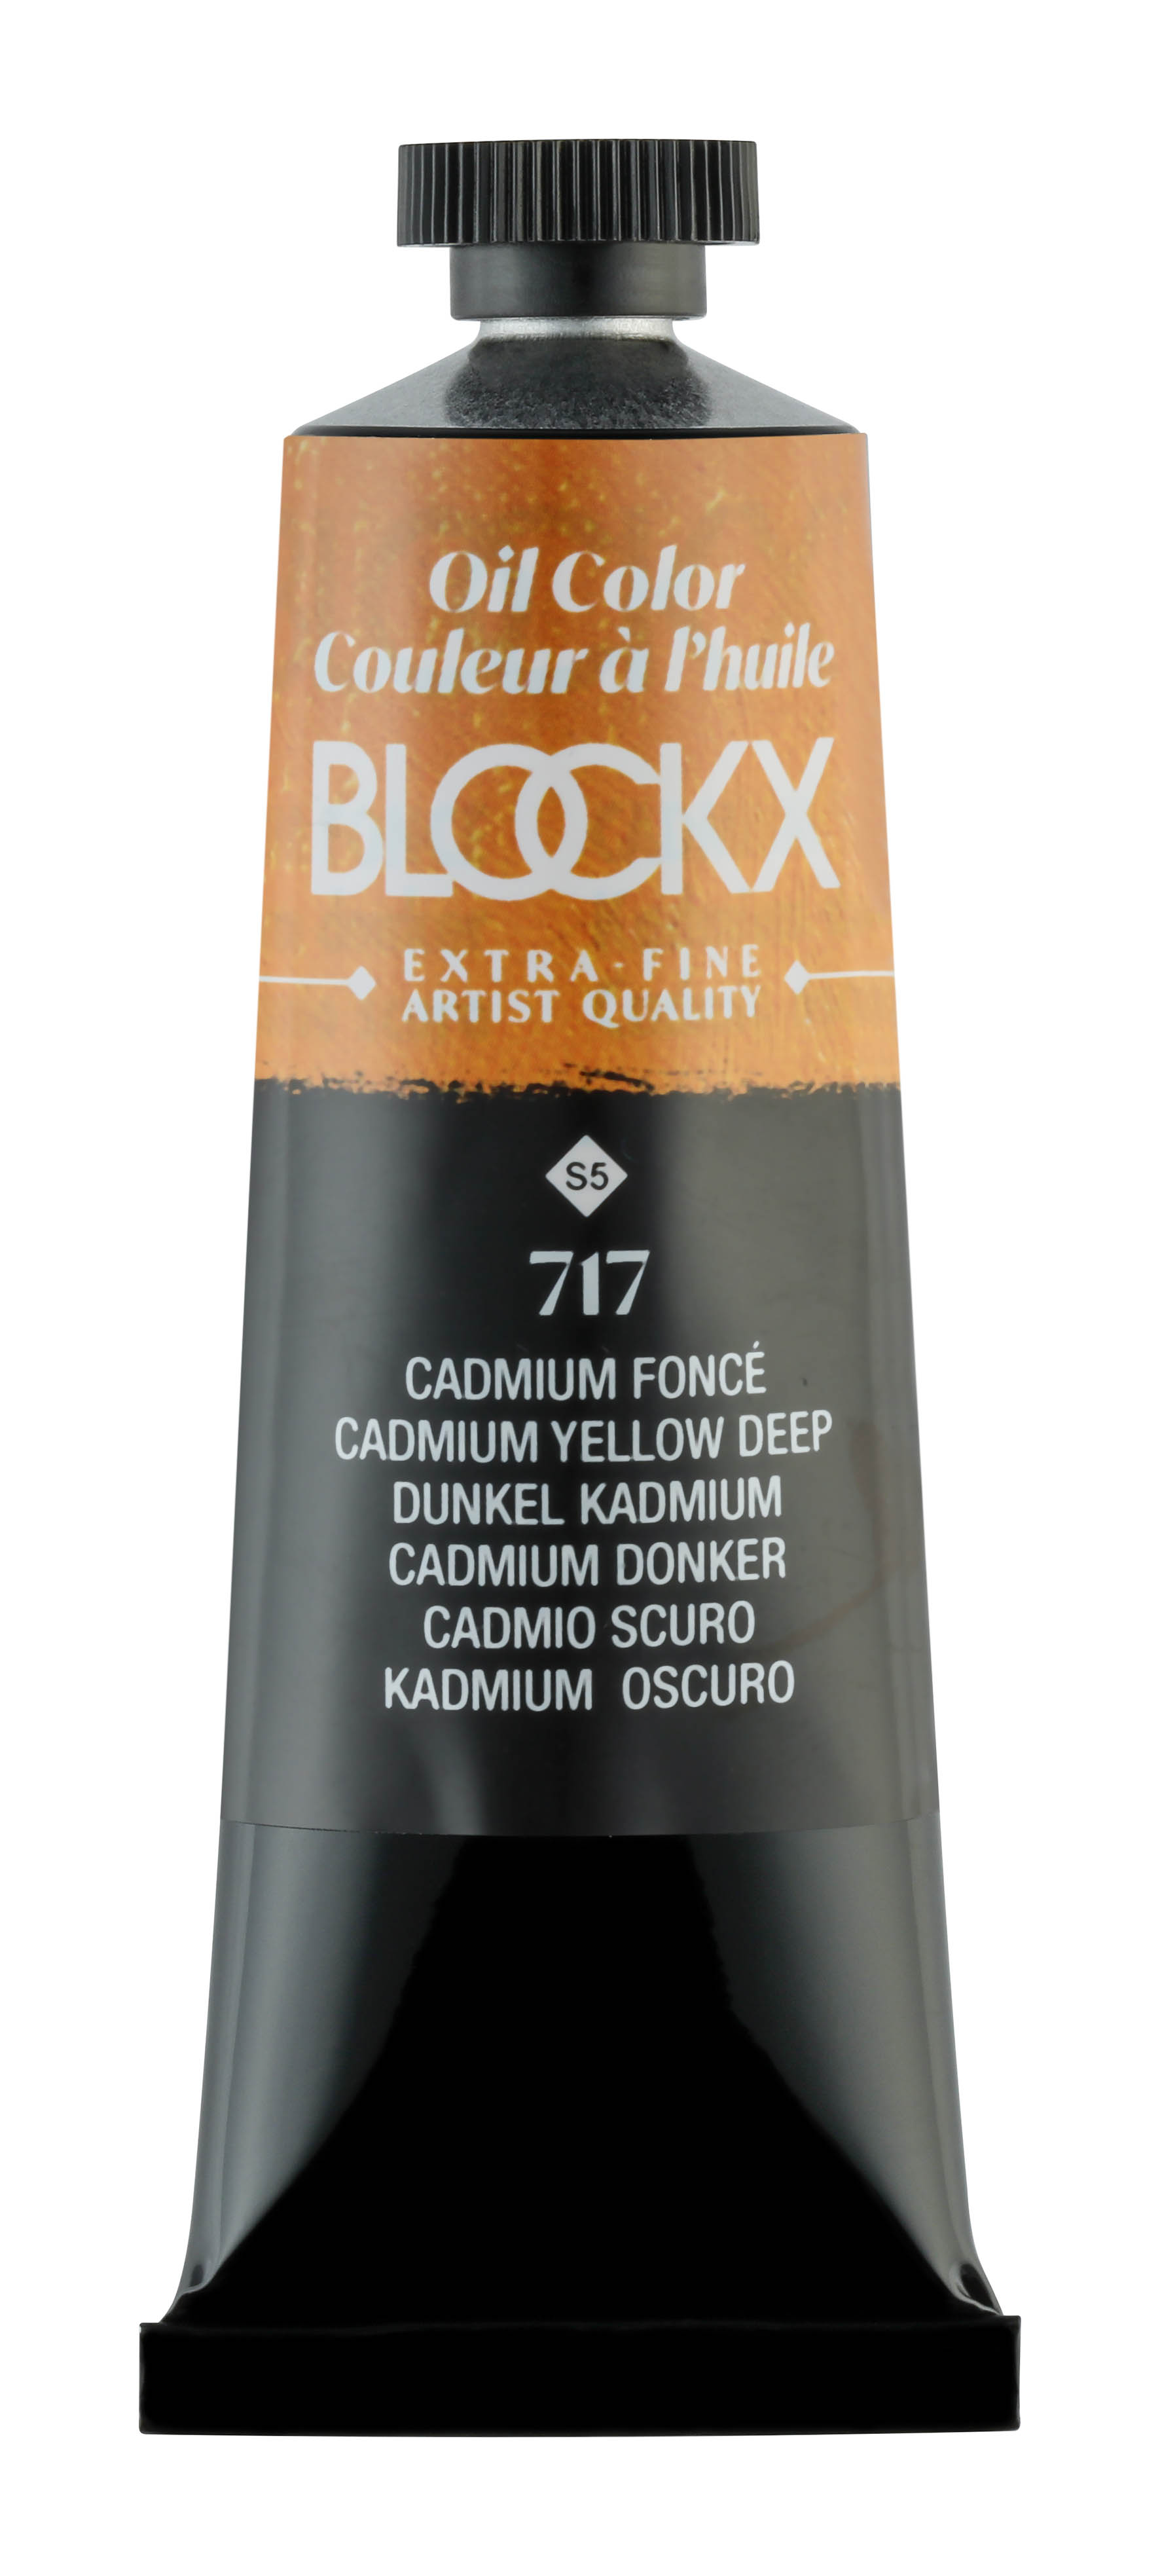 Oil Color
Couleur à l'huile
BLOCKX
EXTRA-FINE
ARTIST QUALITY
S5
717
CADMIUM FONCÉ
CADMIUM YELLOW DEEP
DUNKEL KADMIUM
CADMIUM DONKER
CADMIO SCURO
KADMIUM OSCURO